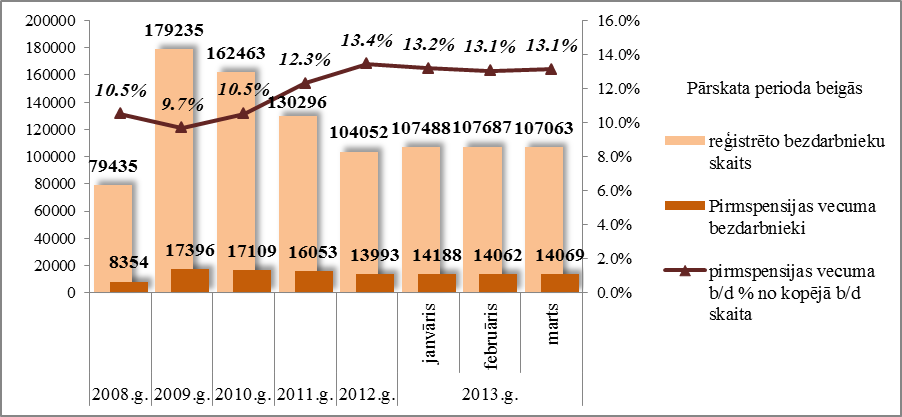 200000
180000
160000
140000
120000
100000
80000
60000
40000
20000
0
16.0%
14.0%
12.0%
10.0%
8.0%
6.0%
4.0%
2.0%
0.0%
79435
179235
162463
130296
104052
107488
107687
107063
10.5%
9.7%
10.5%
12.3%
13.4%
13.2%
13.1%
13.1%
8354
17396
17109
16053
13993
14188
14062
14069
janvāris
februāris
marts
2008.g.
2009.g.
2010.g.
2011.g.
2012.g.
2013.g.
Pārskata perioda beigās
reģistrēto bezdarbnieku
skaits
Pirmspensijas vecuma
bezdarbnieki
pirmspensijas vecuma
b/d % no kopējā b/d
skaita